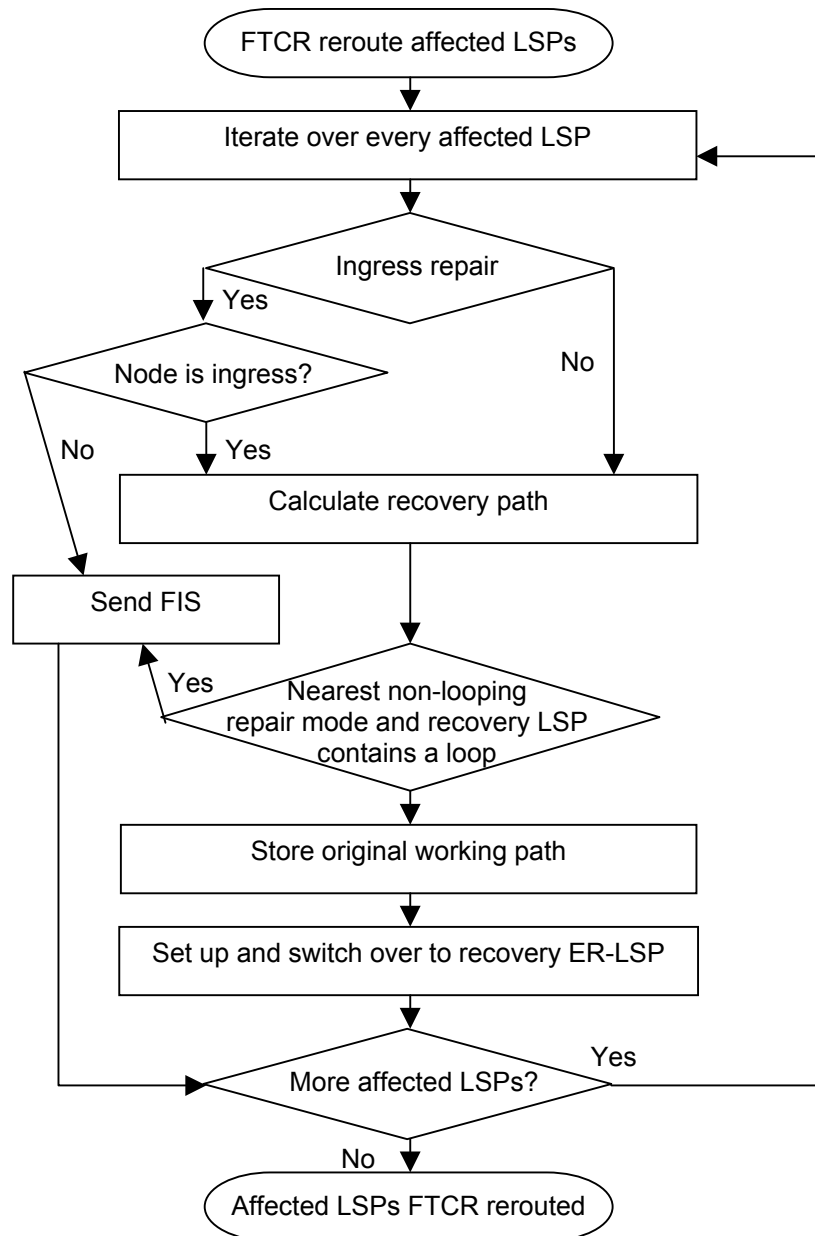 FTCR reroute affected LSPs
Iterate over every affected LSP
Ingress repair
Yes
Node is ingress?
No
No
Yes
Calculate recovery path
Send FIS
Yes
Nearest non-looping
repair mode and recovery LSP
contains a loop
Store original working path
Set up and switch over to recovery ER-LSP
Yes
More affected LSPs?
No
Affected LSPs FTCR rerouted